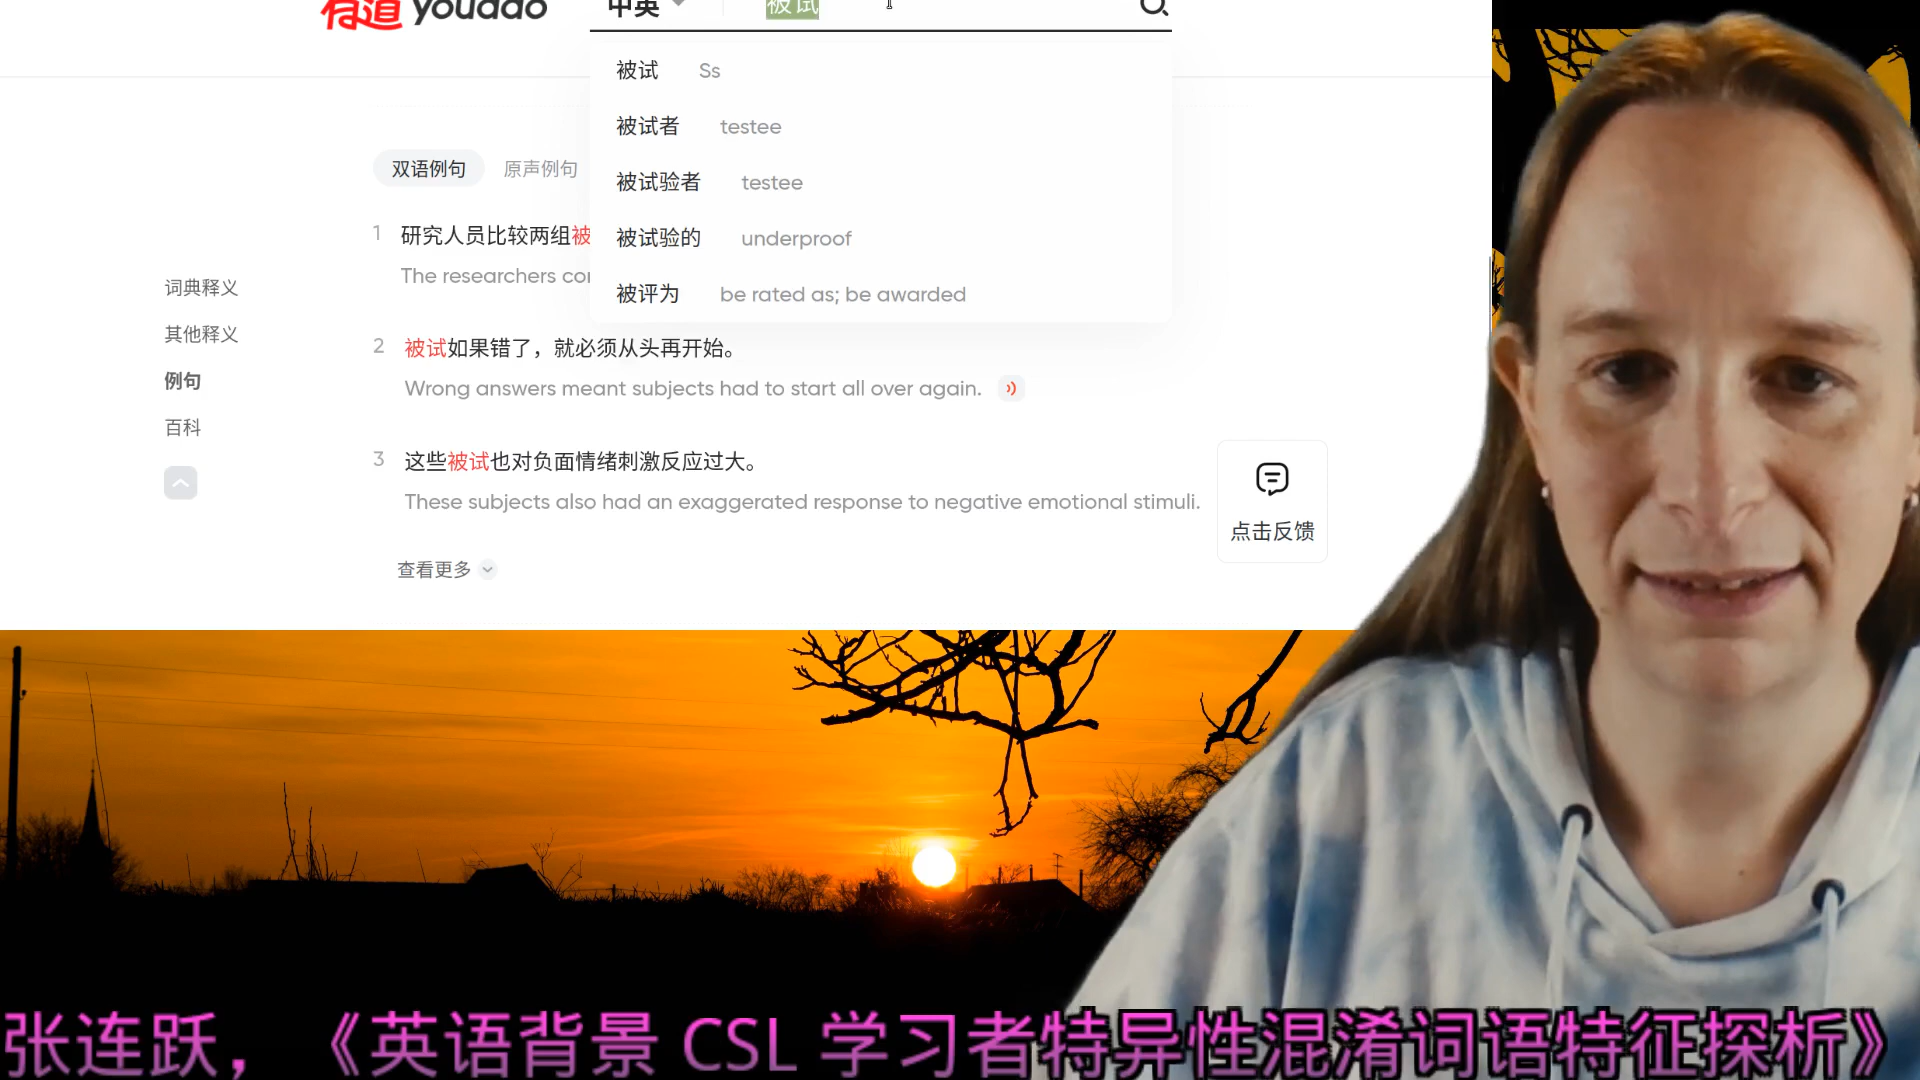 有道 youdao
中英
被试
被试 Ss
被试者 testee
被试验者 testee
被试验的 underproof
被评为 be rated as; be awarded
双语例句 原声例句
1 研究人员比较两组被
The researchers
词典释义
其他释义
例句
百科
2 被试如果错了，就必须从头再开始。
Wrong answers meant subjects had to start all over again.
3 这些被试也对负面情绪刺激反应过大。
These subjects also had an exaggerated response to negative emotional stimuli.
点击反馈
查看更多
张连跃，《英语背景 CSL 学习者特异性混淆词语特征探析》